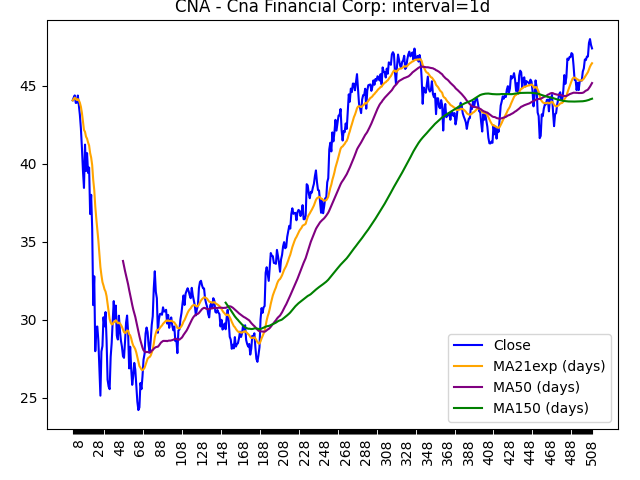 CNA - Cna Financial Corp: interval=1d
45
40
35
30
25
Close
MA21exp (days)
MA50 (days)
MA150 (days)
8 28 48 68 88 108 128 148 168 188 208 228 248 268 288 308 328 348 368 388 408 428 448 468 488 508